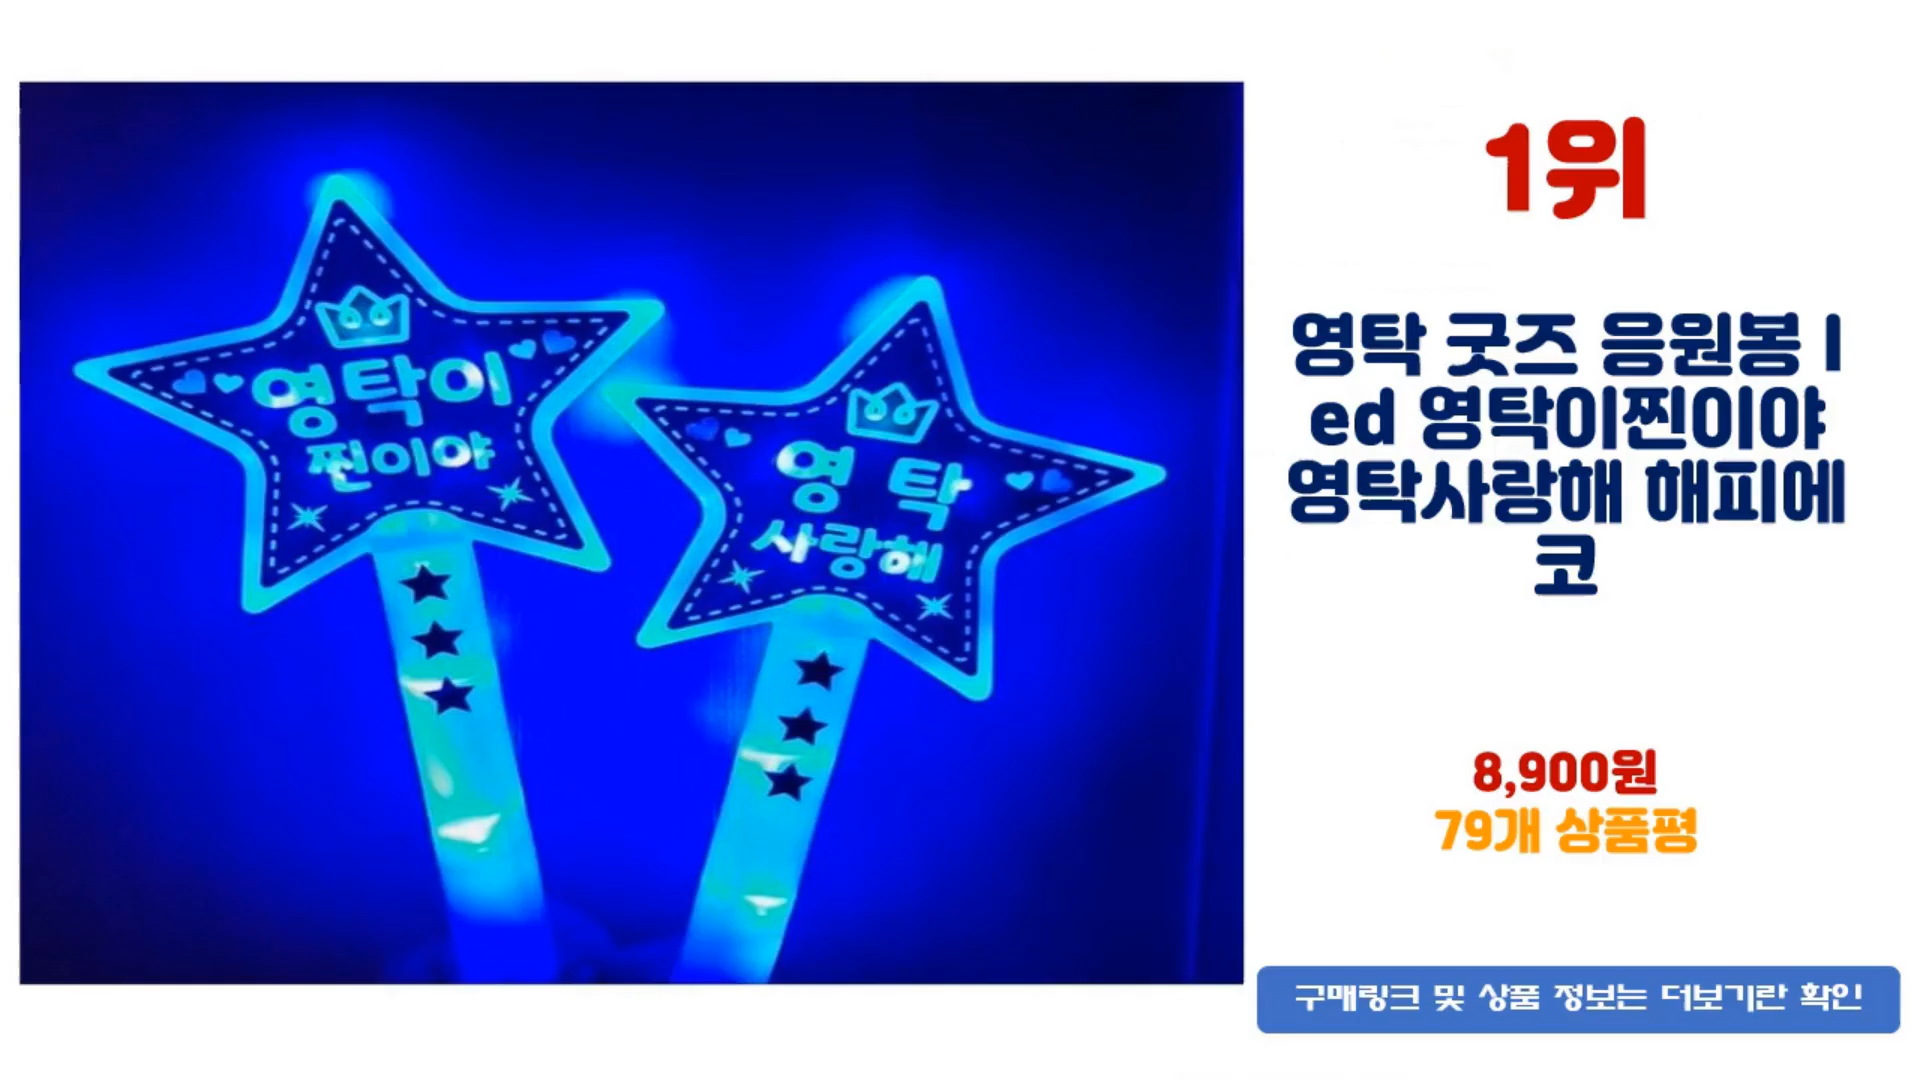 영탁이
찐이야
영 탁
사랑해
1위
영탁 굿즈 응원봉 l
ed 영탁이찐이야
영탁사랑해 해피에
코
8,900원
79개 상품평
구매링크 및 상품 정보는 더보기란 확인